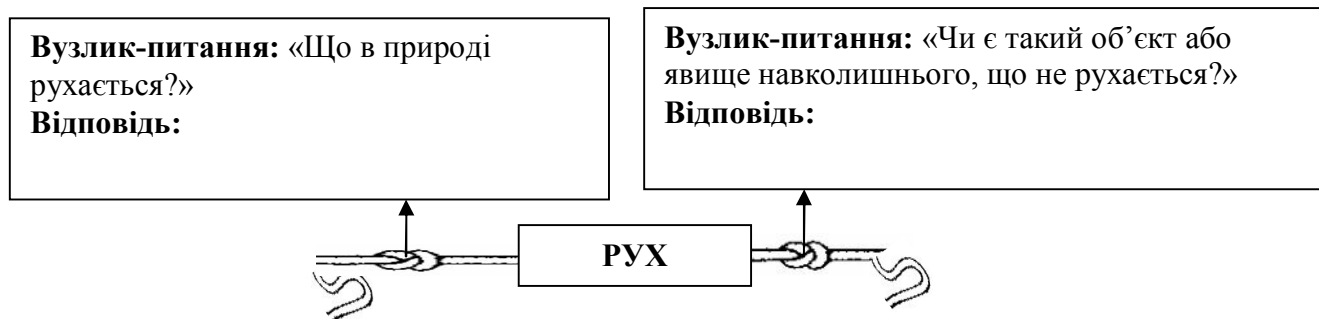 Вузлик-питання: «Що в природі
рухається?»
Відповідь:
Вузлик-питання: «Чи є такий об’єкт або
явище навколишнього, що не рухається?»
Відповідь:
РУХ